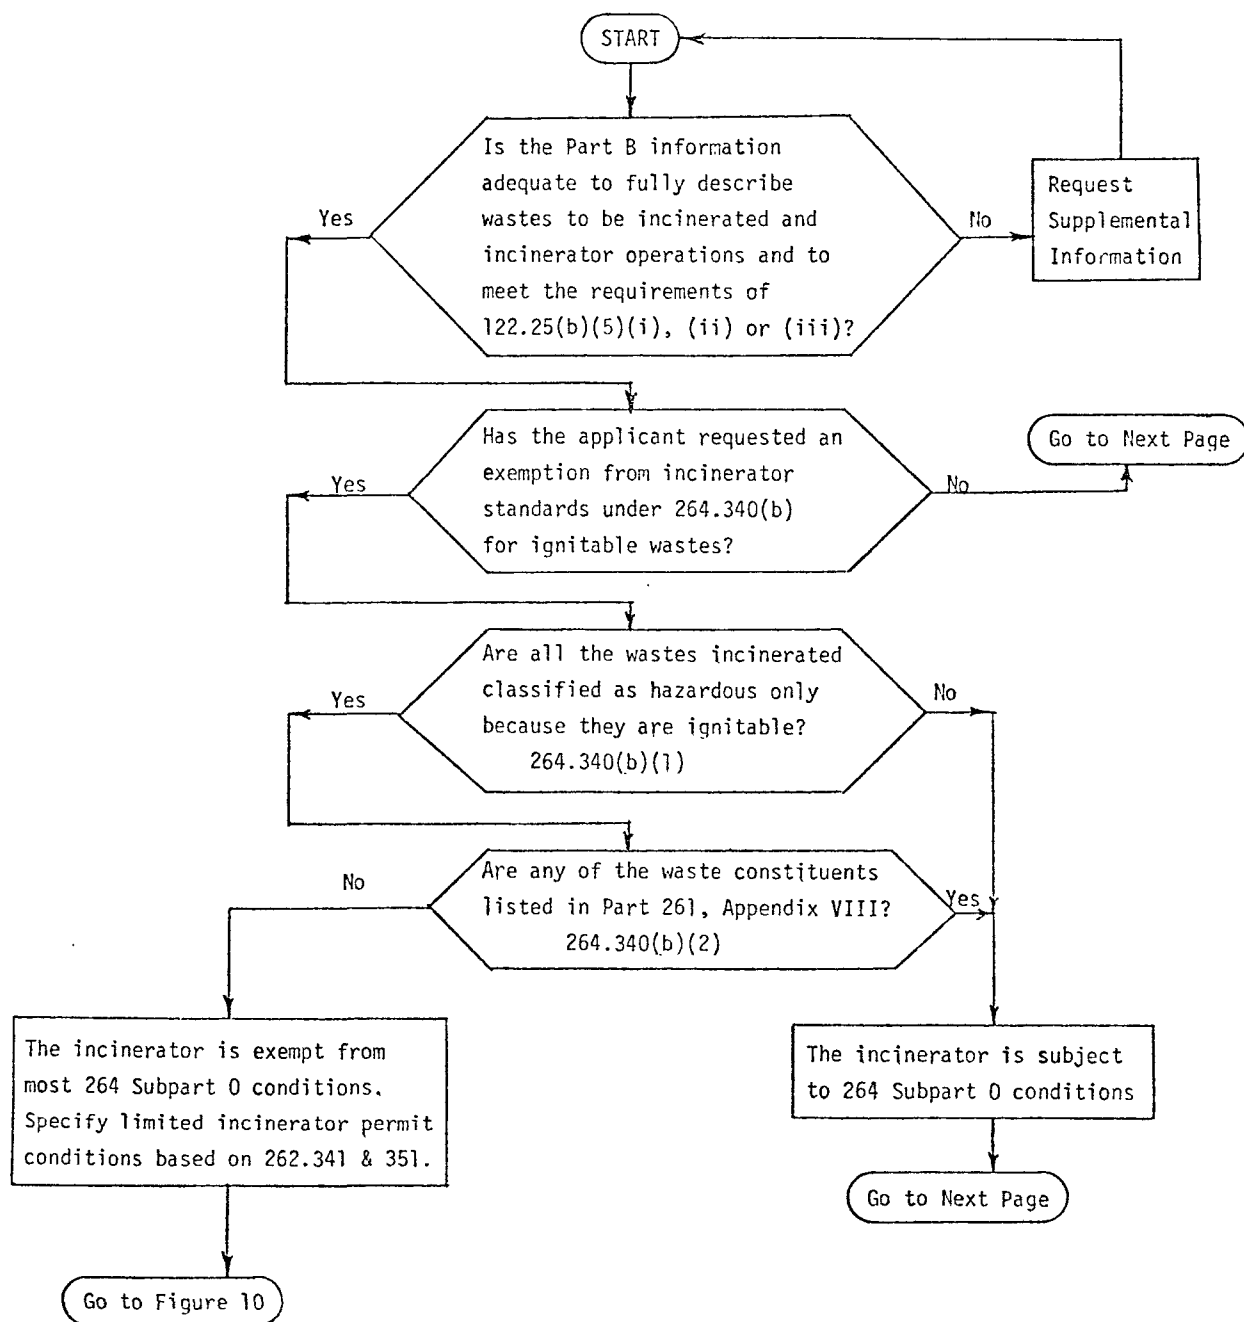 START
Is the Part B information
adequate to fully describe
wastes to be incinerated and
incinerator operations and to
meet the requirements of
122.25(b)(5)(i), (ii) or (iii)?
Yes
No
Request
Supplemental
Information
Has the applicant requested an
exemption from incinerator
standards under 264.340(b)
for ignitable wastes?
Yes
No
Go to Next Page
Are all the wastes incinerated
classified as hazardous only
because they are ignitable?
264.340(b)(1)
Yes
No
Are any of the waste constituents
listed in Part 261, Appendix VIII?
264.340(b)(2)
No
Yes
The incinerator is exempt from
most 264 Subpart O conditions.
Specify limited incinerator permit
conditions based on 262.341 & 351.
The incinerator is subject
to 264 Subpart O conditions
Go to Next Page
Go to Figure 10